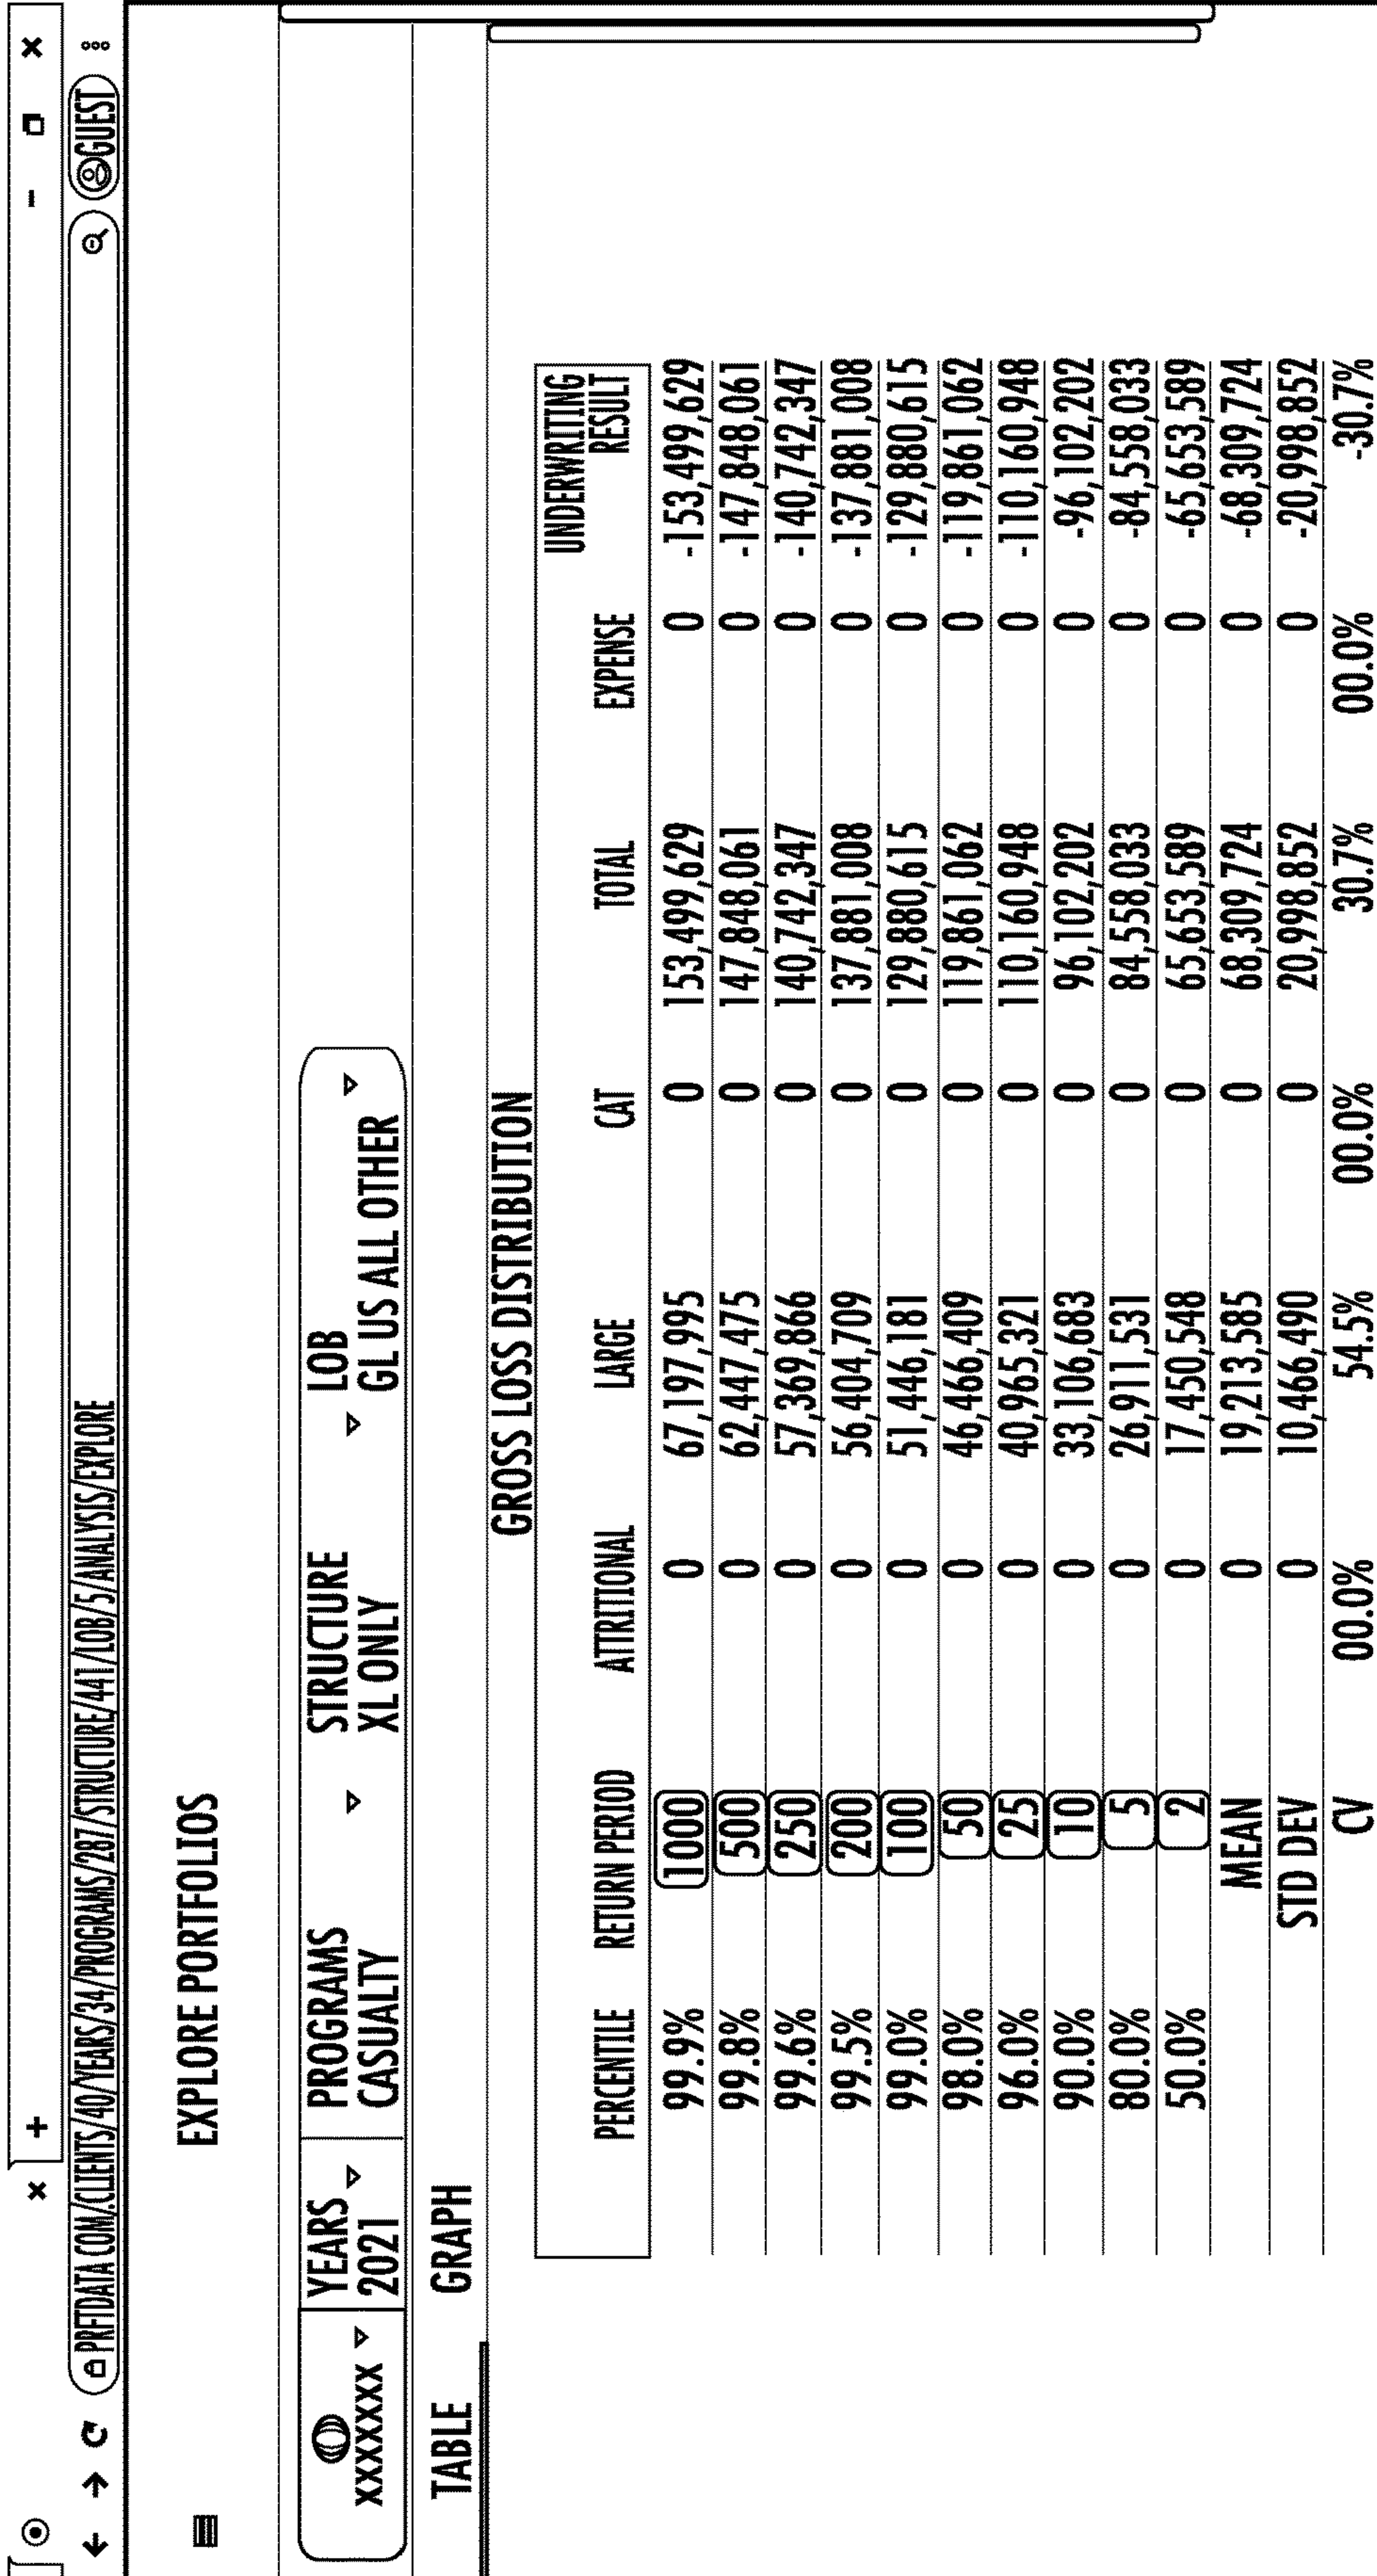 PRFTDATA COM/CLIENTS/40/YEARS/34/PROGRAMS/287/STRUCTURE/441/LOB/5/ANALYSIS/EXPLORE GUEST
EXPLORE PORTFOLIOS
YEARS PROGRAMS STRUCTURE LOB
XXXXXXX 2021 CASUALTY XL ONLY GL US ALL OTHER
TABLE GRAPH
GROSS LOSS DISTRIBUTION
UNDERWRITING
PERCENTILE RETURN PERIOD ATTRITIONAL LARGE CAT TOTAL EXPENSE RESULT
99.9% 1000 0 67,197,995 0 153,499,629 0 -153,499,629
99.8% 500 0 62,447,475 0 147,848,061 0 -147,848,061
99.6% 250 0 57,369,866 0 140,742,347 0 -140,742,347
99.5% 200 0 56,404,709 0 137,881,008 0 -137,881,008
99.0% 100 0 51,446,181 0 129,880,615 0 -129,880,615
98.0% 50 0 46,466,409 0 119,861,062 0 -119,861,062
96.0% 25 0 40,965,321 0 110,160,948 0 -110,160,948
90.0% 10 0 33,106,683 0 96,102,202 0 -96,102,202
80.0% 5 0 26,911,531 0 84,558,033 0 -84,558,033
50.0% 2 0 17,450,548 0 65,653,589 0 -65,653,589
MEAN 0 19,213,585 0 68,309,724 0 -68,309,724
STD DEV 0 10,466,490 0 20,998,852 0 -20,998,852
CV 00.0% 54.5% 00.0% 30.7% 00.0% -30.7%